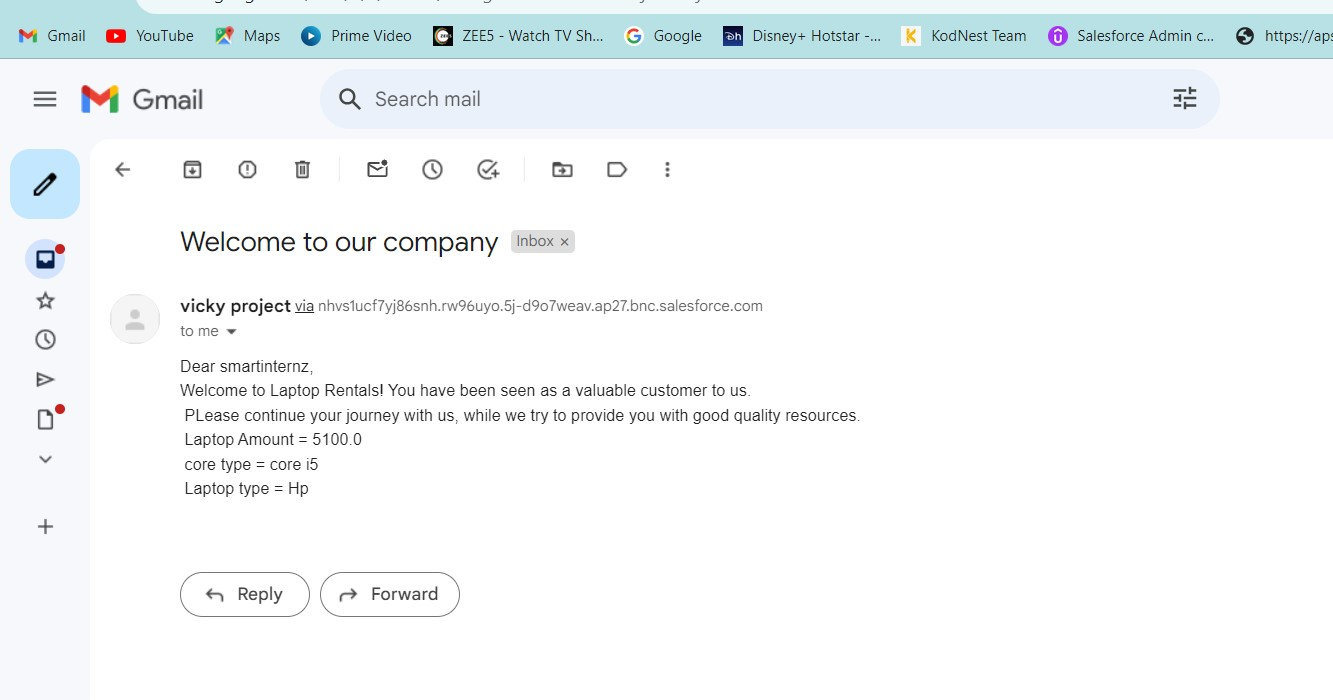 Gmail YouTube Maps Prime Video ZEE5 - Watch TV Sh... Google Disney+ Hotstar -... KodNest Team Salesforce Admin c... https://aps
Gmail
Search mail
Welcome to our company Inbox ×
vicky project via nhvs1ucf7yj86snh.rw96uyo.5j-d9o7weav.ap27.bnc.salesforce.com
to me
Dear smartinternz,
Welcome to Laptop Rentals! You have been seen as a valuable customer to us.
PLease continue your journey with us, while we try to provide you with good quality resources.
Laptop Amount = 5100.0
core type = core i5
Laptop type = Hp
Reply Forward